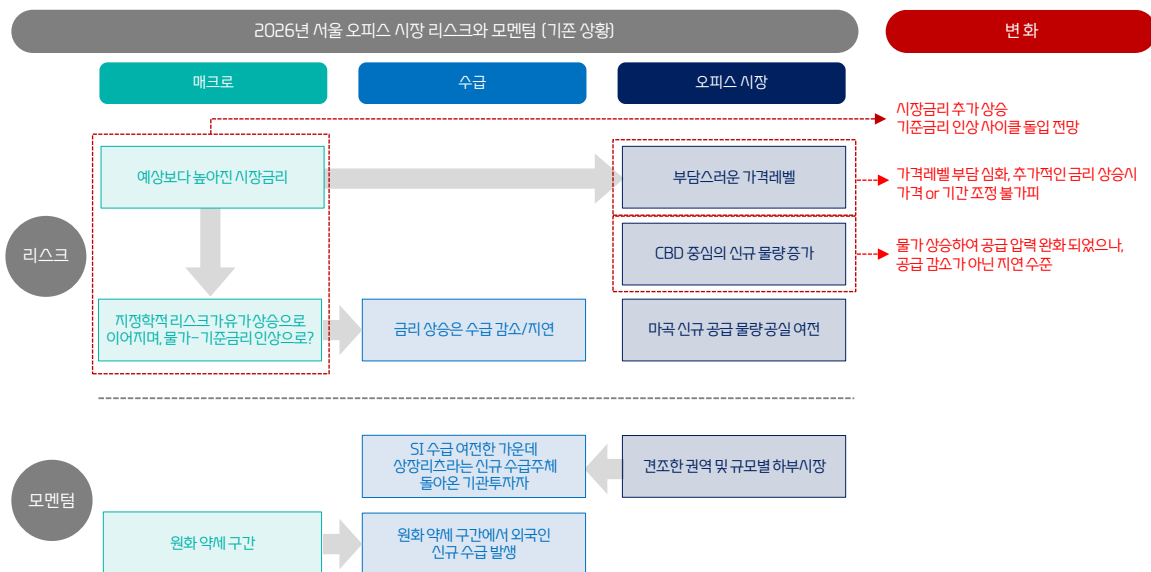 2026년 서울 오피스 시장 리스크와 모멘텀 (기존 상황)
변화
매크로
수급
오피스 시장
시장금리 추가 상승
기준금리 인상 사이클 돌입 전망
리스크
예상보다 높아진 시장금리
부담스러운 가격레벨
가격레벨 부담 심화, 추가적인 금리 상승시
가격 or 기간 조정 불가피
CBD 중심의 신규 물량 증가
물가 상승하여 공급 압력 완화 되었으나,
공급 감소가 아닌 지연 수준
지정학적 리스크가 유가 상승으로
이어지며, 물가-기준금리 인상으로?
금리 상승은 수급 감소/지연
마곡 신규 공급 물량 공실 여전
모멘텀
SI 수급 여전한 가운데
상장리츠라는 신규 수급주체
돌아온 기관투자자
견조한 권역 및 규모별 하부시장
원화 약세 구간
원화 약세 구간에서 외국인
신규 수급 발생